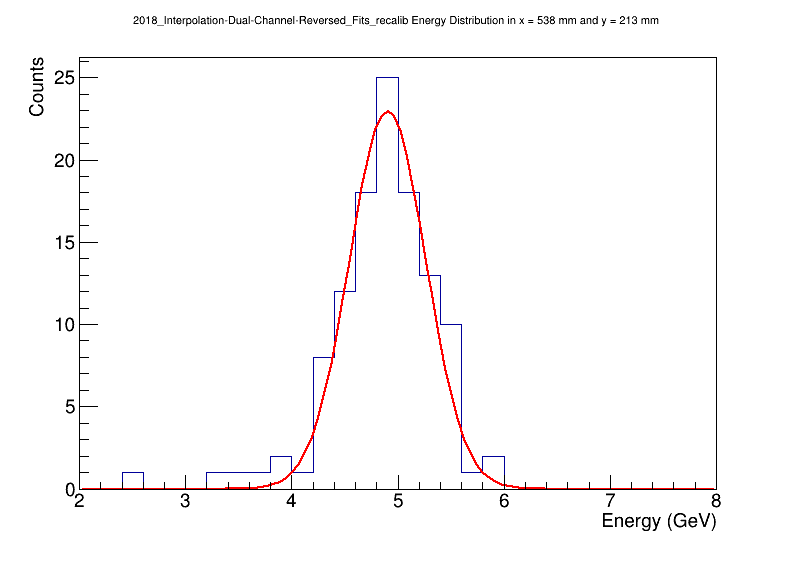 2018_Interpolation-Dual-Channel-Reversed_Fits_recalib Energy Distribution in x = 538 mm and y = 213 mm
Counts
25
20
15
10
5
0
2 3 4 5 6 7 8
Energy (GeV)